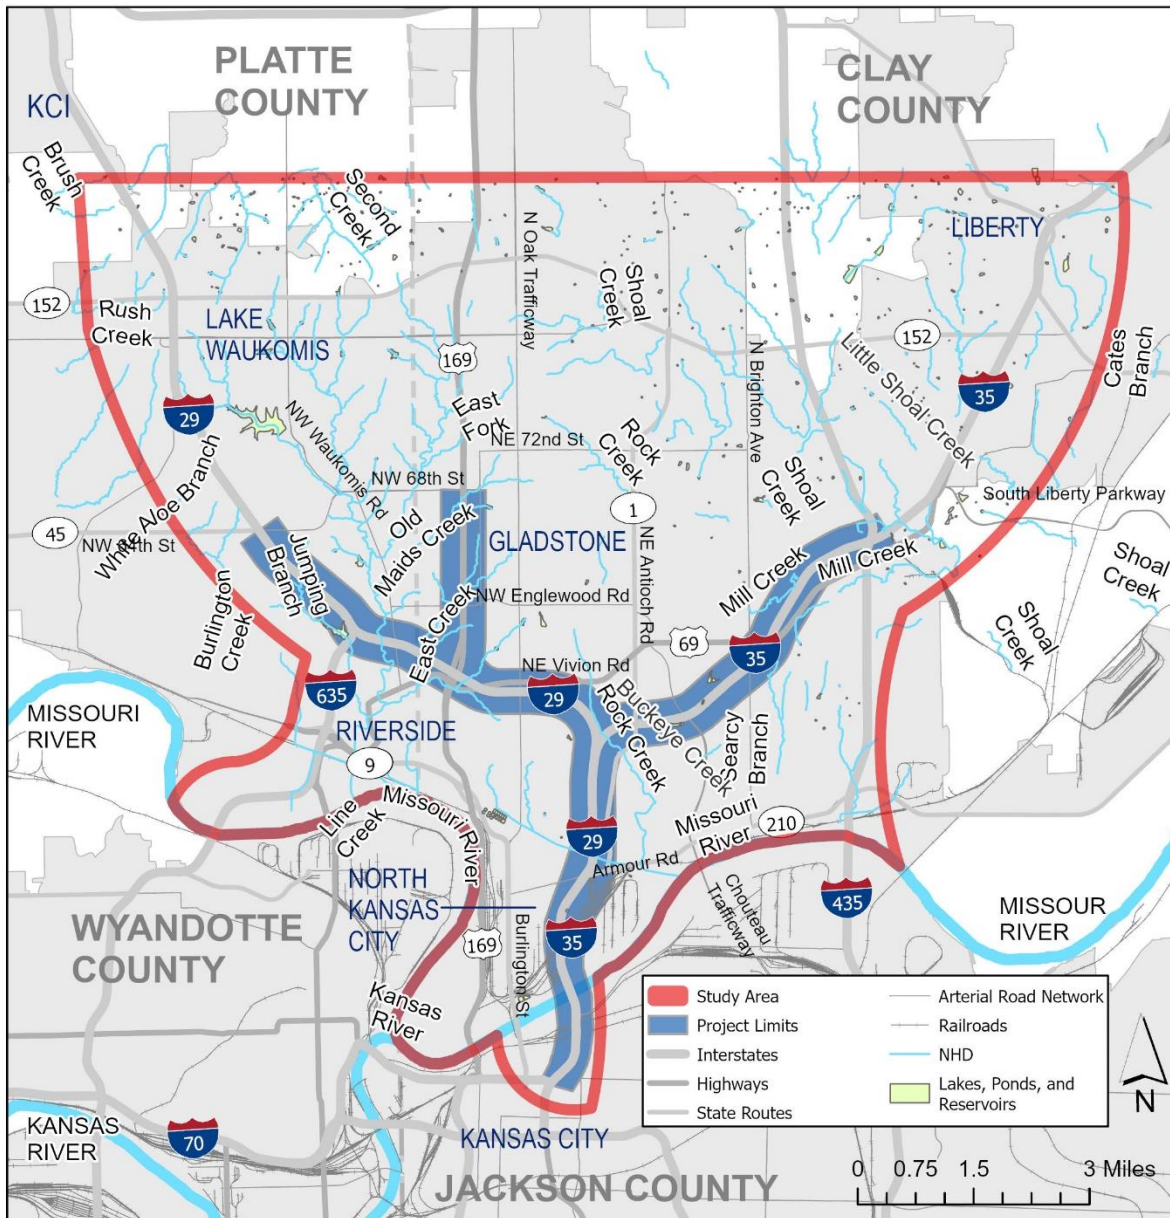 PLATTE
COUNTY
CLAY
COUNTY
KCI
Brush
Creek
Second
Creek
N Oak Trafficway
LIBERTY
152
Rush
Creek
LAKE
WAUKOMIS
Shoal
Creek
169
152
N Brighton Ave
Little Shoal Creek
Cates
Branch
29
35
East
Fork
NW Waukomis Rd
NE 72nd St
Rock
Creek
White Aloe Branch
NW 68th St
Shoal
Creek
South Liberty Parkway
45
NW 64th St
Old
Maids Creek
1
GLADSTONE
NE Antioch Rd
Jumping
Branch
Mill Creek
Mill Creek
Shoal
Creek
Burlington
Creek
East Creek
NW Englewood Rd
Shoal
Creek
69
35
NE Vivion Rd
635
29
Buckeye Creek
Rock Creek
MISSOURI
RIVER
RIVERSIDE
Searcy
Branch
9
Line
Creek
Missouri River
Missouri
River
210
29
Armour Rd
NORTH
KANSAS
CITY
Chouteau
Trafficway
435
WYANDOTTE
COUNTY
169
Burlington St
35
MISSOUR
RIVER
Kansas
River
Study Area
Project Limits
Interstates
Highways
State Routes
Arterial Road Network
Railroads
NHD
Lakes, Ponds, and
Reservoirs
N
KANSAS
RIVER
70
KANSAS CITY
JACKSON COUNTY
0 0.75 1.5 3 Miles